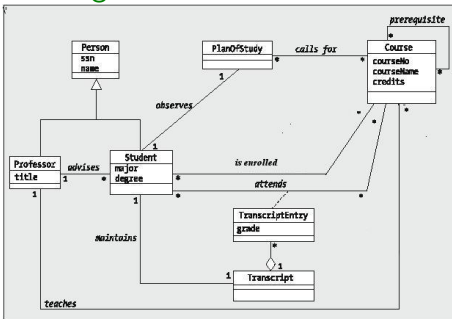 prerequisite
Person
ssn
name
PlanOfStudy
calls for
Course
courseNo
courseName
credits
*
*
*
*
1
observes
1
Professor
title
advises
1
*
Student
major
degree
is enrolled
*
*
*
attends
*
*
*
1
1
maintains
TranscriptEntry
grade
*
1
1
Transcript
teaches